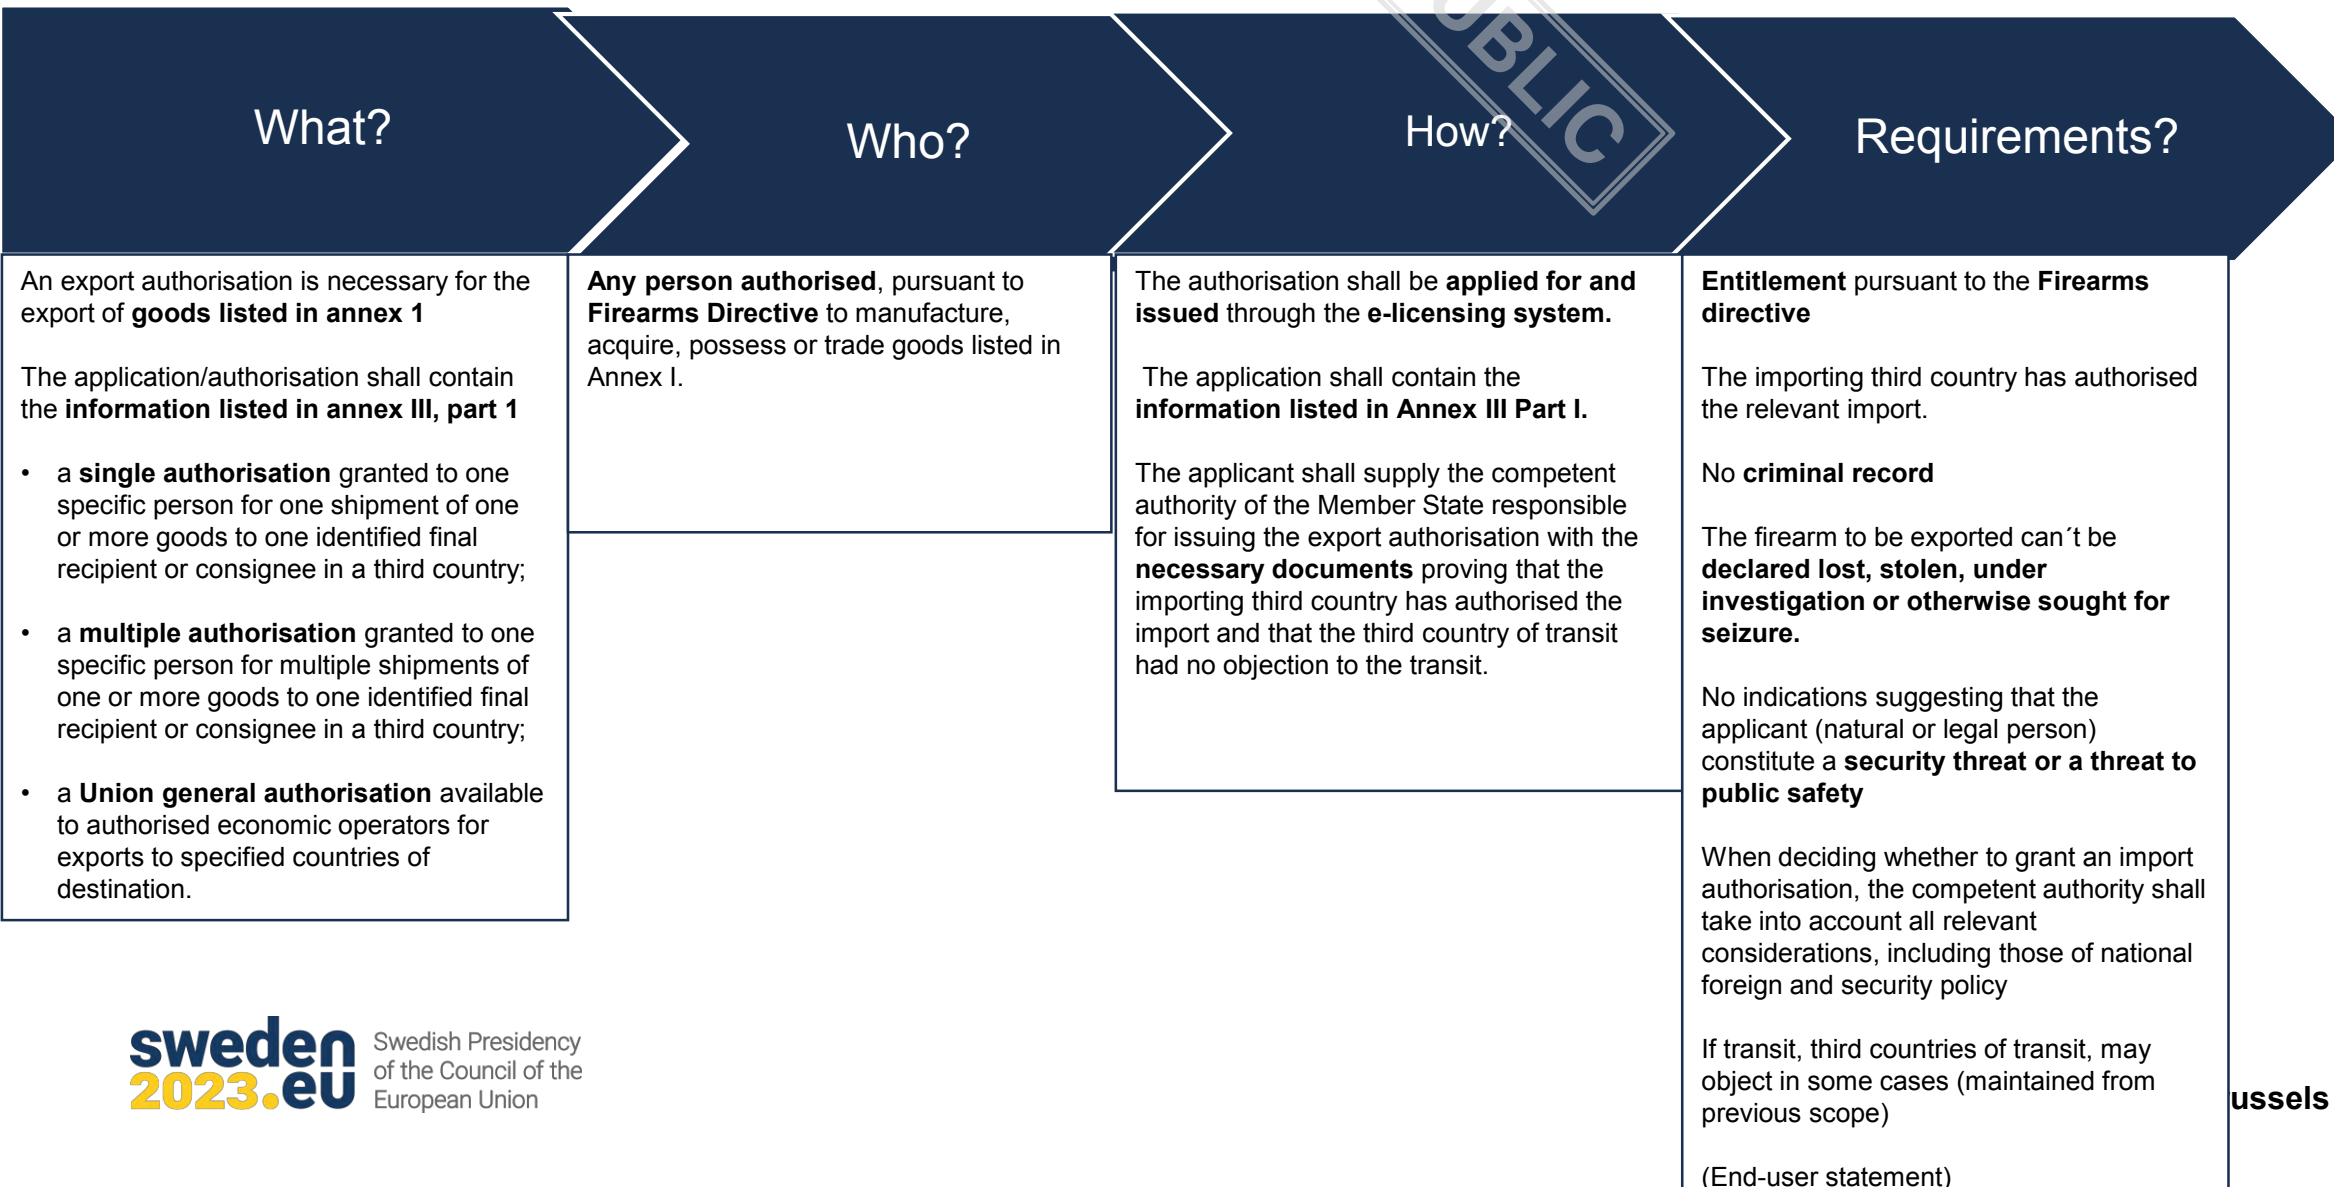 What?
Who?
How?
Requirements?
An export authorisation is necessary for the
export of goods listed in annex 1
The application/authorisation shall contain
the information listed in annex III, part 1
• a single authorisation granted to one
specific person for one shipment of one
or more goods to one identified final
recipient or consignee in a third country;
• a multiple authorisation granted to one
specific person for multiple shipments of
one or more goods to one identified final
recipient or consignee in a third country;
• a Union general authorisation available
to authorised economic operators for
exports to specified countries of
destination.
Any person authorised, pursuant to
Firearms Directive to manufacture,
acquire, possess or trade goods listed in
Annex I.
The authorisation shall be applied for and
issued through the e-licensing system.
The application shall contain the
information listed in Annex III Part I.
The applicant shall supply the competent
authority of the Member State responsible
for issuing the export authorisation with the
necessary documents proving that the
importing third country has authorised the
import and that the third country of transit
had no objection to the transit.
Entitlement pursuant to the Firearms
directive
The importing third country has authorised
the relevant import.
No criminal record
The firearm to be exported can´t be
declared lost, stolen, under
investigation or otherwise sought for
seizure.
No indications suggesting that the
applicant (natural or legal person)
constitute a security threat or a threat to
public safety
When deciding whether to grant an import
authorisation, the competent authority shall
take into account all relevant
considerations, including those of national
foreign and security policy
If transit, third countries of transit, may
object in some cases (maintained from
previous scope)
(End-user statement)
sweden
2023.eu
Swedish Presidency
of the Council of the
European Union
ussels
UBLIC